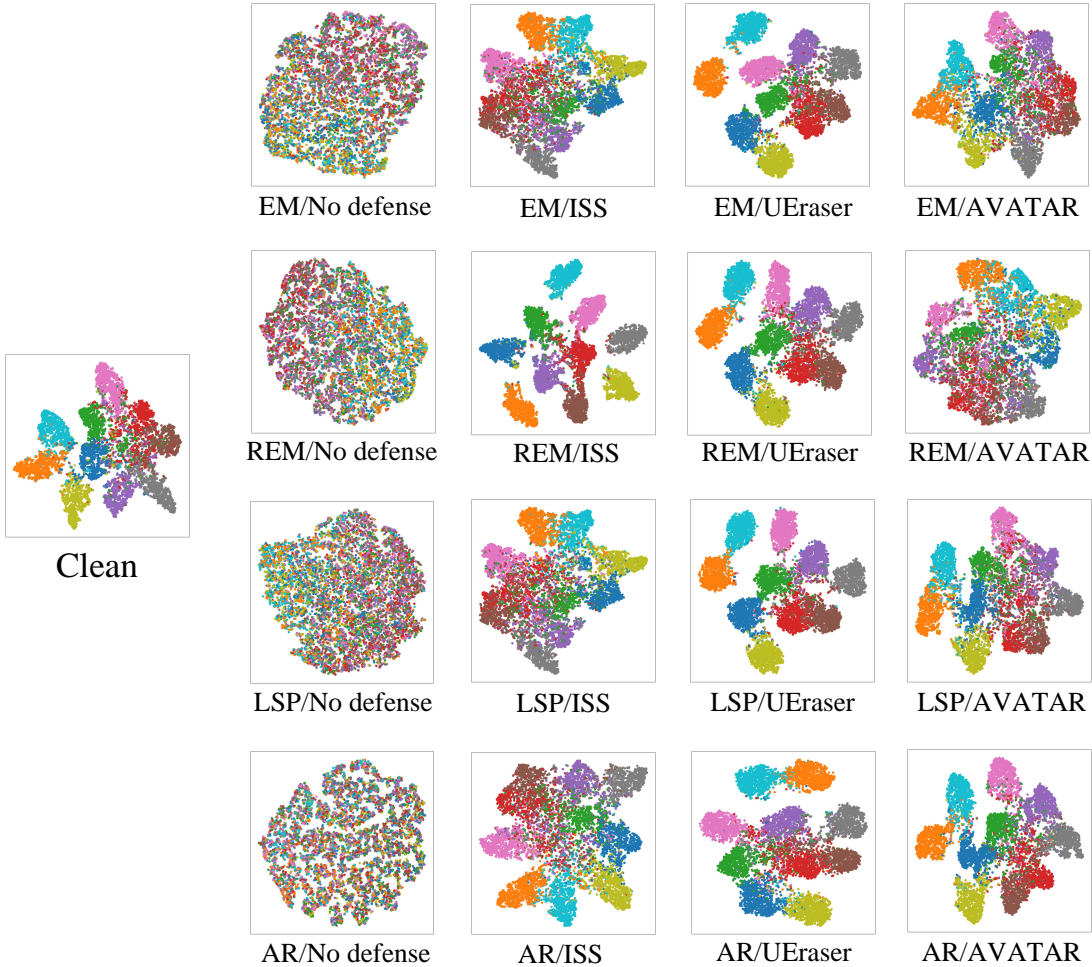 EM/No defense
EM/ISS
EM/UEraser
EM/AVATAR
REM/No defense
REM/ISS
REM/UEraser
REM/AVATAR
Clean
LSP/No defense
LSP/ISS
LSP/UEraser
LSP/AVATAR
AR/No defense
AR/ISS
AR/UEraser
AR/AVATAR